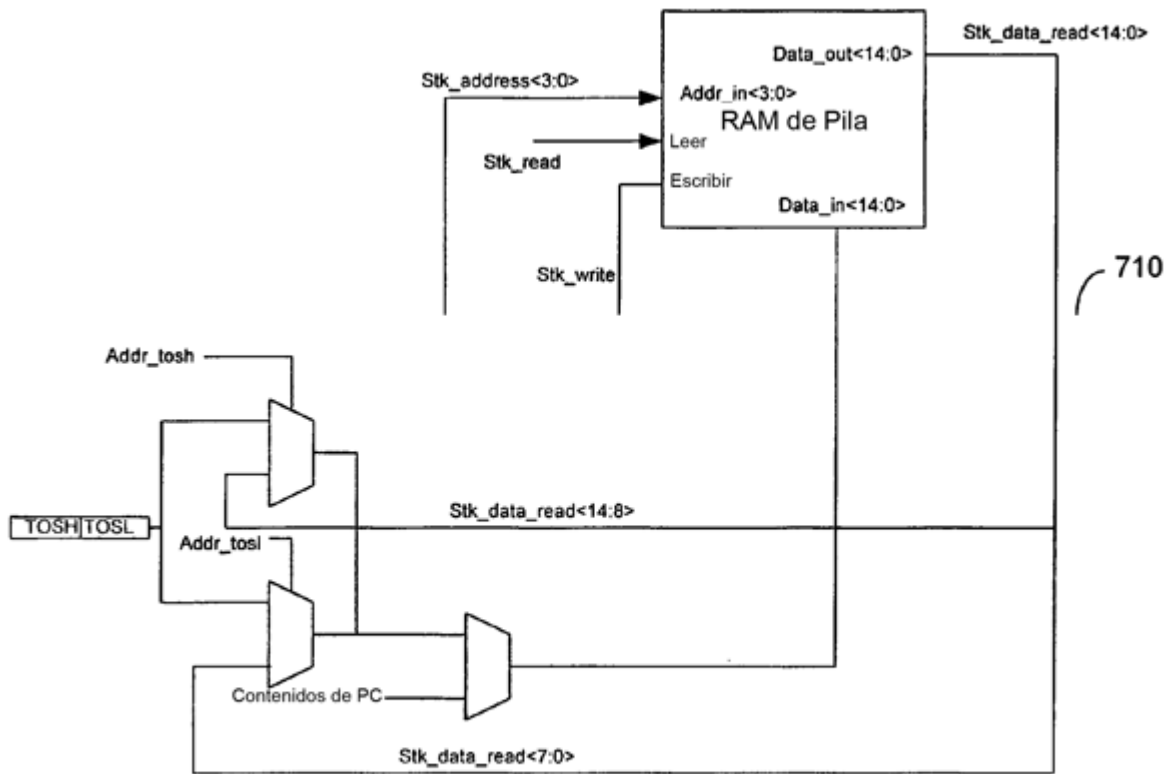 Stk_data_read<14:0>
Data_out<14:0>
Stk_address<3:0>
Addr_in<3:0>
RAM de Pila
Leer
Stk_read
Escribir
Data_in<14:0>
Stk_write
710
Addr_tosh
Stk_data_read<14:8>
TOSH|TOSL
Addr_tosl
Contenidos de PC
Stk_data_read<7:0>